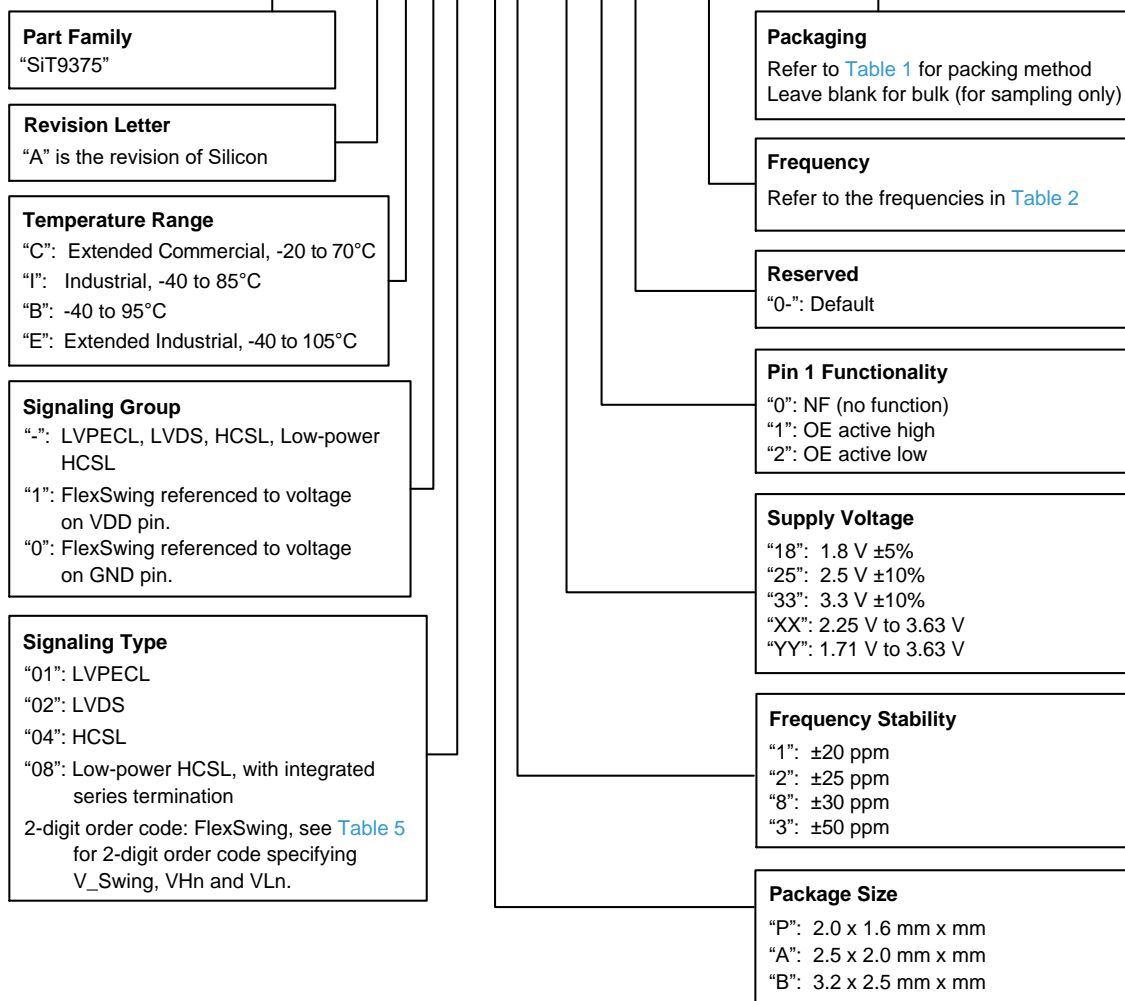 Part Family
“SiT9375”
Revision Letter
“A” is the revision of Silicon
Temperature Range
“C”: Extended Commercial, -20 to 70°C
“I”: Industrial, -40 to 85°C
“B”: -40 to 95°C
“E”: Extended Industrial, -40 to 105°C
Signaling Group
“-”: LVPECL, LVDS, HCSL, Low-power
HCSL
“1”: FlexSwing referenced to voltage
on VDD pin.
“0”: FlexSwing referenced to voltage
on GND pin.
Signaling Type
“01”: LVPECL
“02”: LVDS
“04”: HCSL
“08”: Low-power HCSL, with integrated
series termination
2-digit order code: FlexSwing, see Table 5
for 2-digit order code specifying
V_Swing, VHn and VLn.
Packaging
Refer to Table 1 for packing method
Leave blank for bulk (for sampling only)
Frequency
Refer to the frequencies in Table 2
Reserved
“0-”: Default
Pin 1 Functionality
“0”: NF (no function)
“1”: OE active high
“2”: OE active low
Supply Voltage
“18”: 1.8 V ±5%
“25”: 2.5 V ±10%
“33”: 3.3 V ±10%
“XX”: 2.25 V to 3.63 V
“YY”: 1.71 V to 3.63 V
Frequency Stability
“1”: ±20 ppm
“2”: ±25 ppm
“8”: ±30 ppm
“3”: ±50 ppm
Package Size
“P”: 2.0 x 1.6 mm x mm
“A”: 2.5 x 2.0 mm x mm
“B”: 3.2 x 2.5 mm x mm